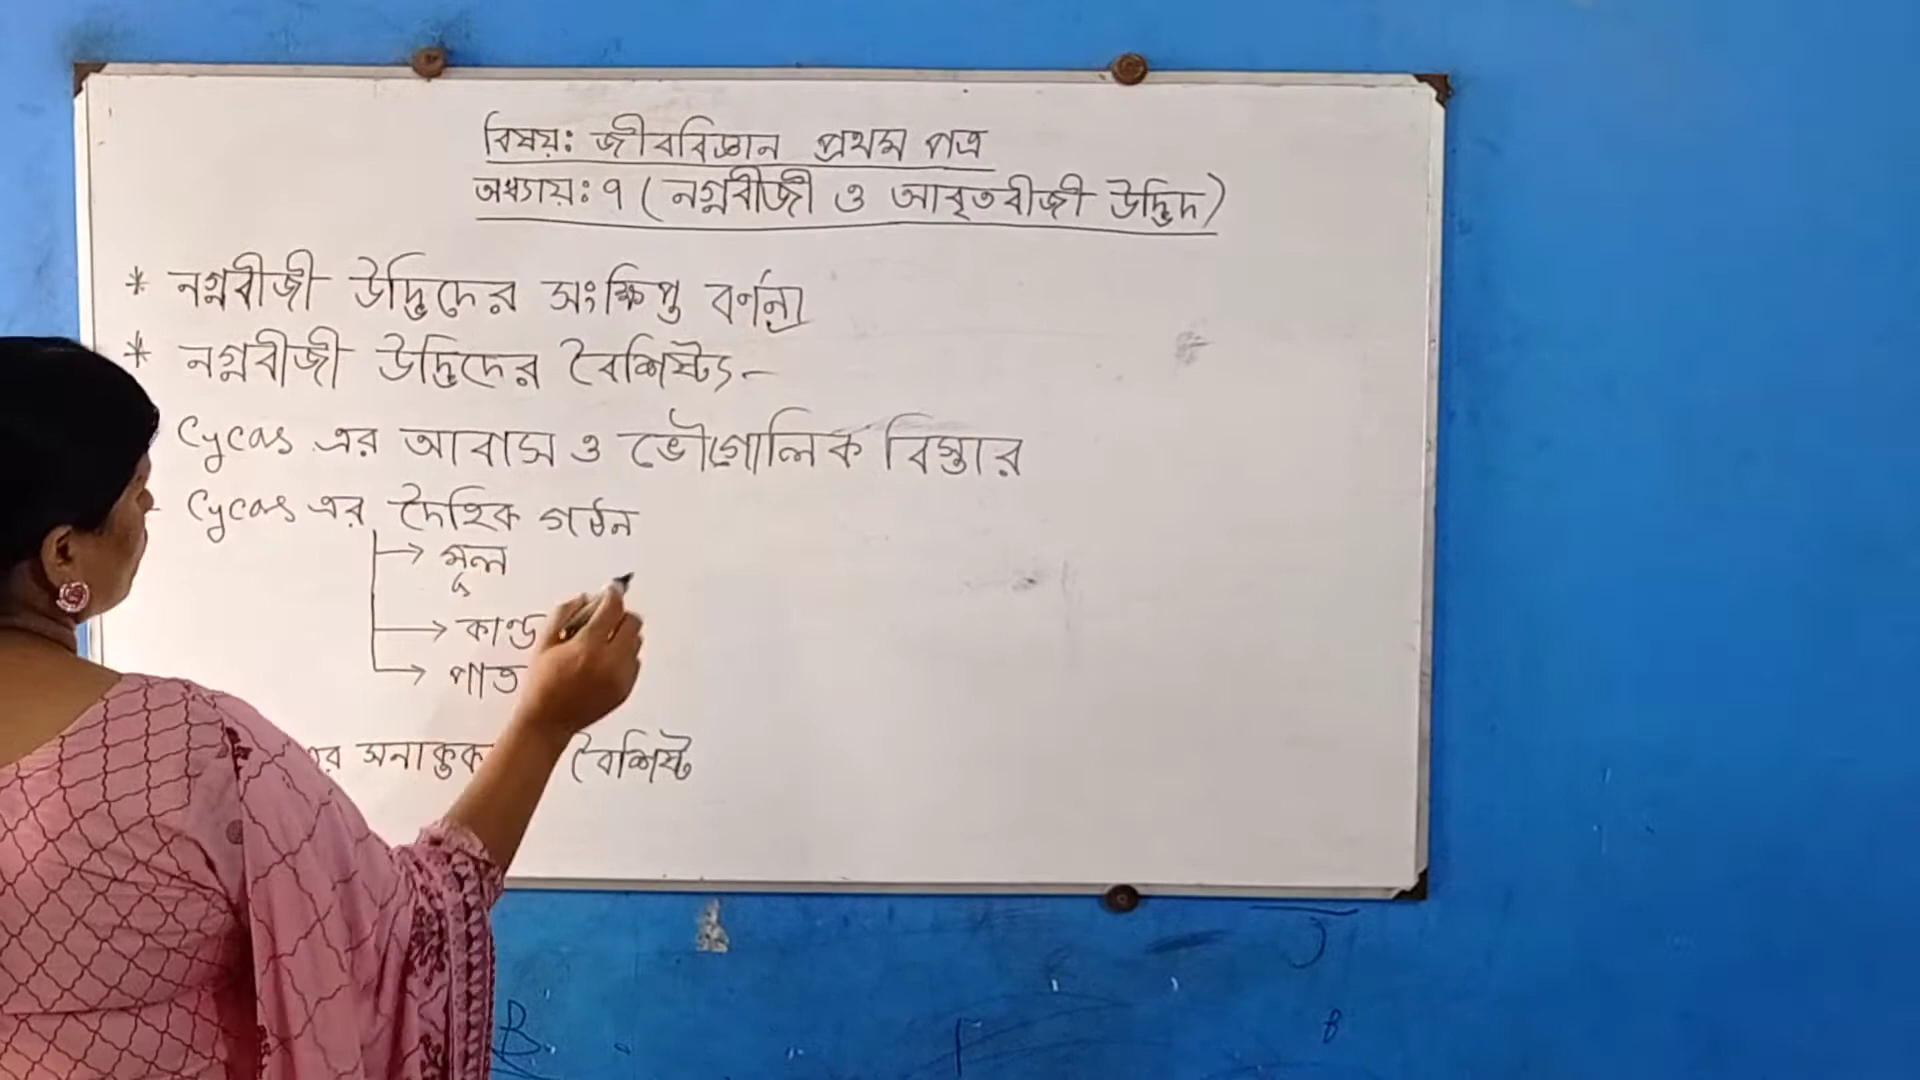 বিষয়: জীববিজ্ঞান প্রথম পত্র
অধ্যায়: ৭ (নগ্নবীজী ও আবৃতবীজী উদ্ভিদ)
* নগ্নবীজী উদ্ভিদের সংক্ষিপ্ত বর্ণনা
* নগ্নবীজী উদ্ভিদের বৈশিষ্ট্য -
Cycas এর আবাস ও ভৌগোলিক বিস্তার
- Cycas এর দৈহিক গঠন
→ মূল
→ কাণ্ড
→ পাত
এর সনাক্তক বৈশিষ্ট
B